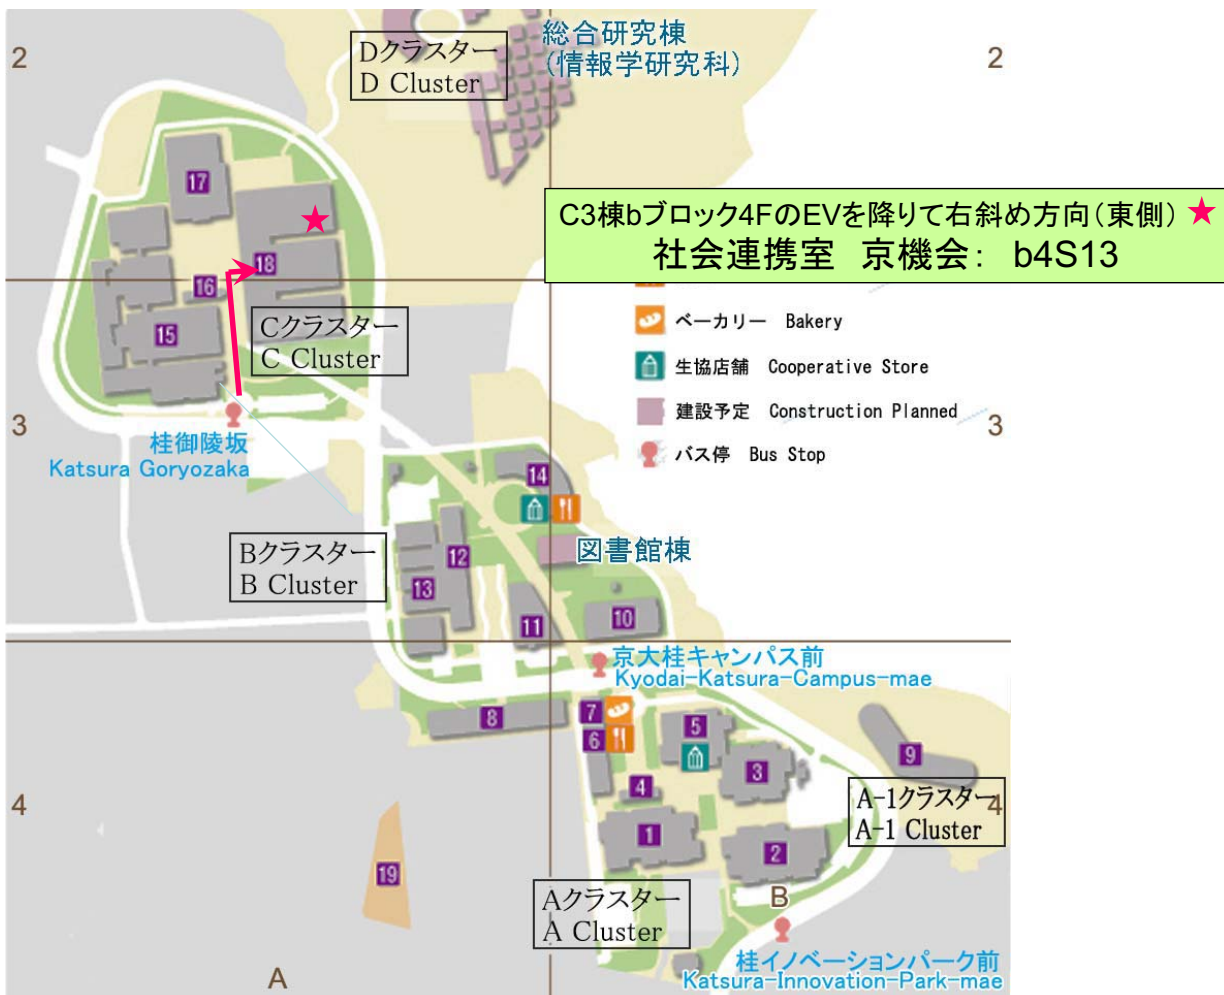 2
Dクラスター
D Cluster
総合研究棟
(情報学研究科)
2
17
C3棟bブロック4FのEVを降りて右斜め方向(東側)★
社会連携室 京機会: b4S13
18
16
15
Cクラスター
C Cluster
ベーカリー Bakery
生協店舗 Cooperative Store
建設予定 Construction Planned
バス停 Bus Stop
3
3
桂御陵坂
Katsura Goryozaka
14
Bクラスター
B Cluster
12
13
図書館棟
11
10
京大桂キャンパス前
Kyodai-Katsura-Campus-mae
8
7
6
5
9
3
4
4
A-1クラスター
A-1 Cluster
4
1
2
19
Aクラスター
A Cluster
B
桂イノベーションパーク前
Katsura-Innovation-Park-mae
A